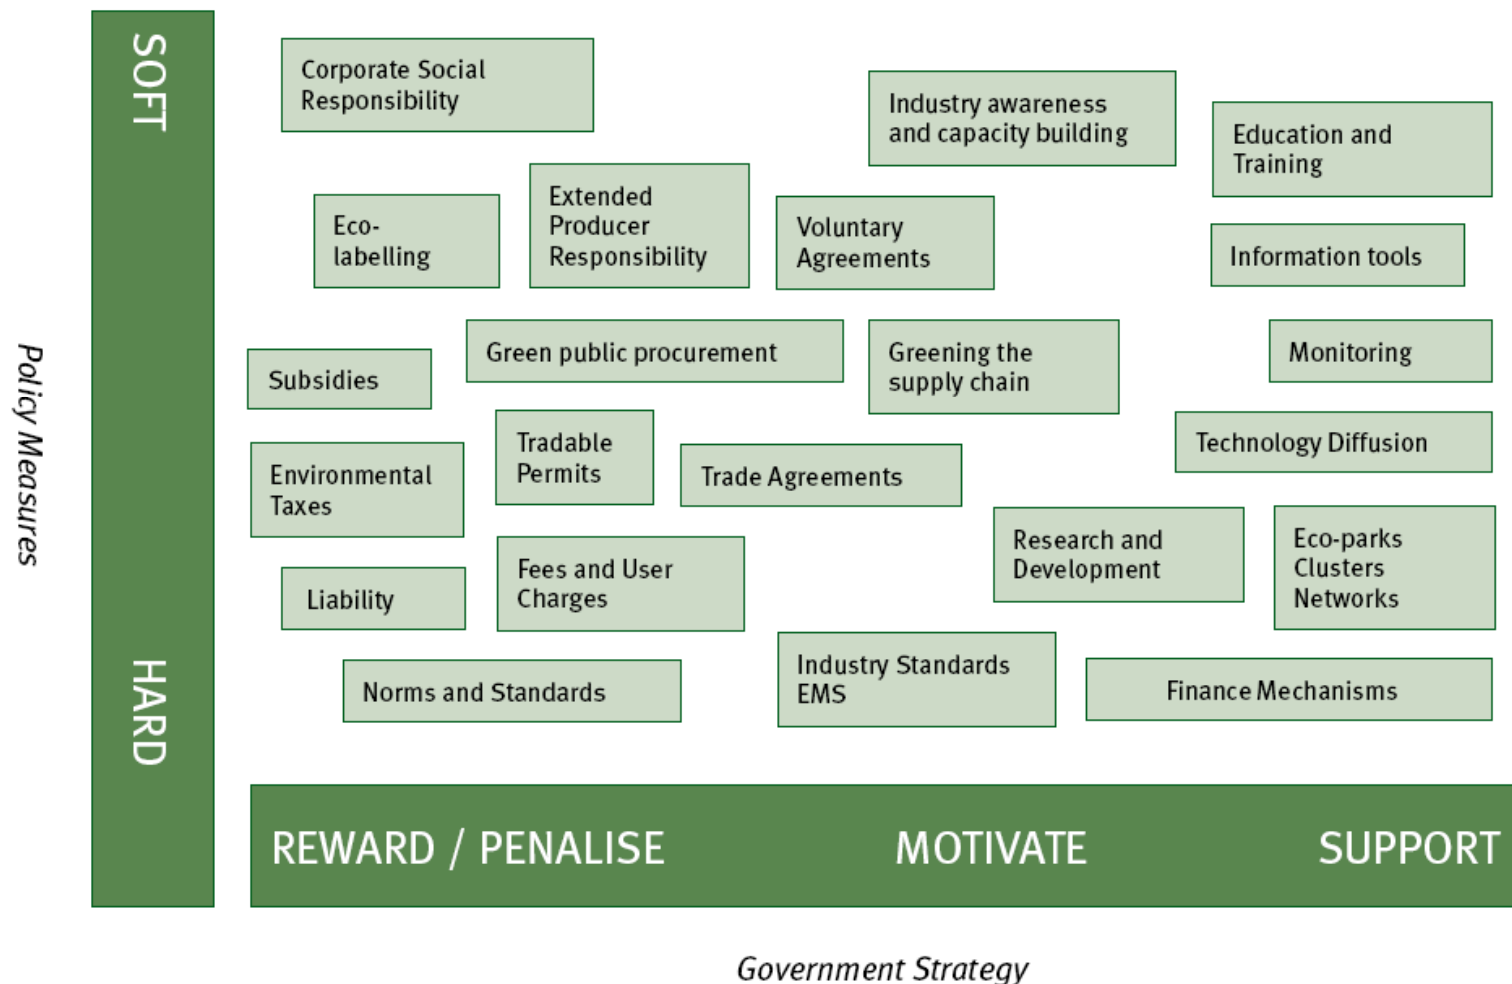 SOFT
HARD
Policy Measures
Corporate Social
Responsibility
Industry awareness
and capacity building
Education and
Training
Eco-
labelling
Extended
Producer
Responsibility
Voluntary
Agreements
Information tools
Subsidies
Green public procurement
Greening the
supply chain
Monitoring
Environmental
Taxes
Tradable
Permits
Trade Agreements
Technology Diffusion
Liability
Fees and User
Charges
Research and
Development
Eco-parks
Clusters
Networks
Norms and Standards
Industry Standards
EMS
Finance Mechanisms
REWARD / PENALISE
MOTIVATE
SUPPORT
Government Strategy